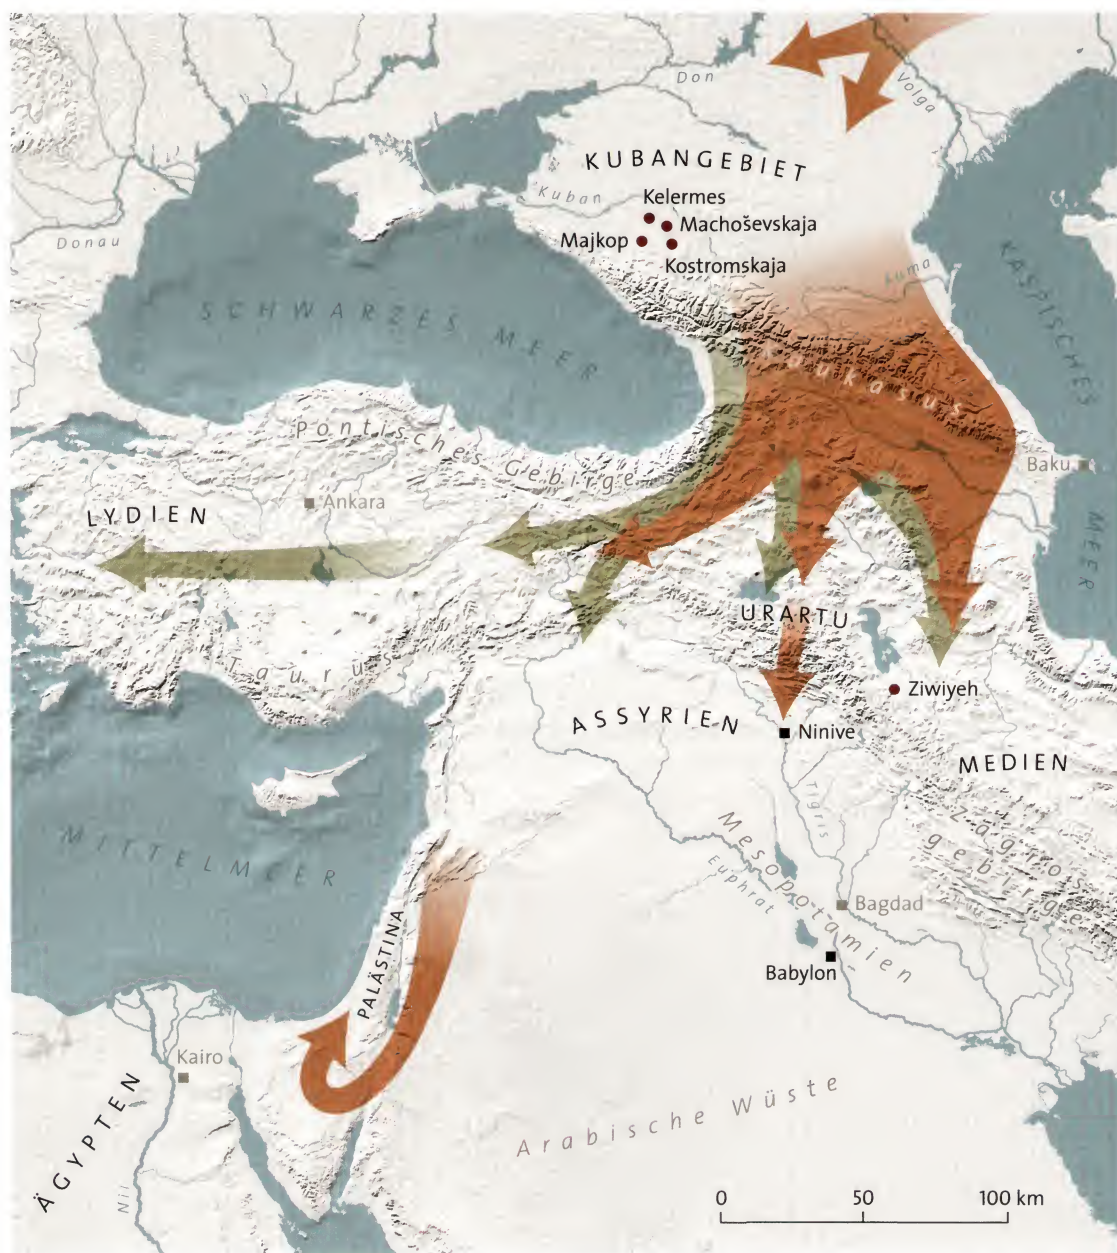 Don
Volga
KUBANGEBIET
Kuban
Kelermes
Machoševskaja
Majkop
Kostromskaja
Donau
Kuma
KASPISCHES
MEER
SCHWARZES MEER
Kaukasus
Pontisches Gebirge
Baku
Ankara
LYDIEN
URARTU
Taurus
Ziwiyeh
ASSYRIEN
Ninive
MEDIEN
Tigris
MITTELMEER
Mesopotamien
Zagros-
gebirge
Euphrat
Bagdad
PALÄSTINA
Babylon
Kairo
ÄGYPTEN
Nil
Arabische Wüste
0 50 100 km